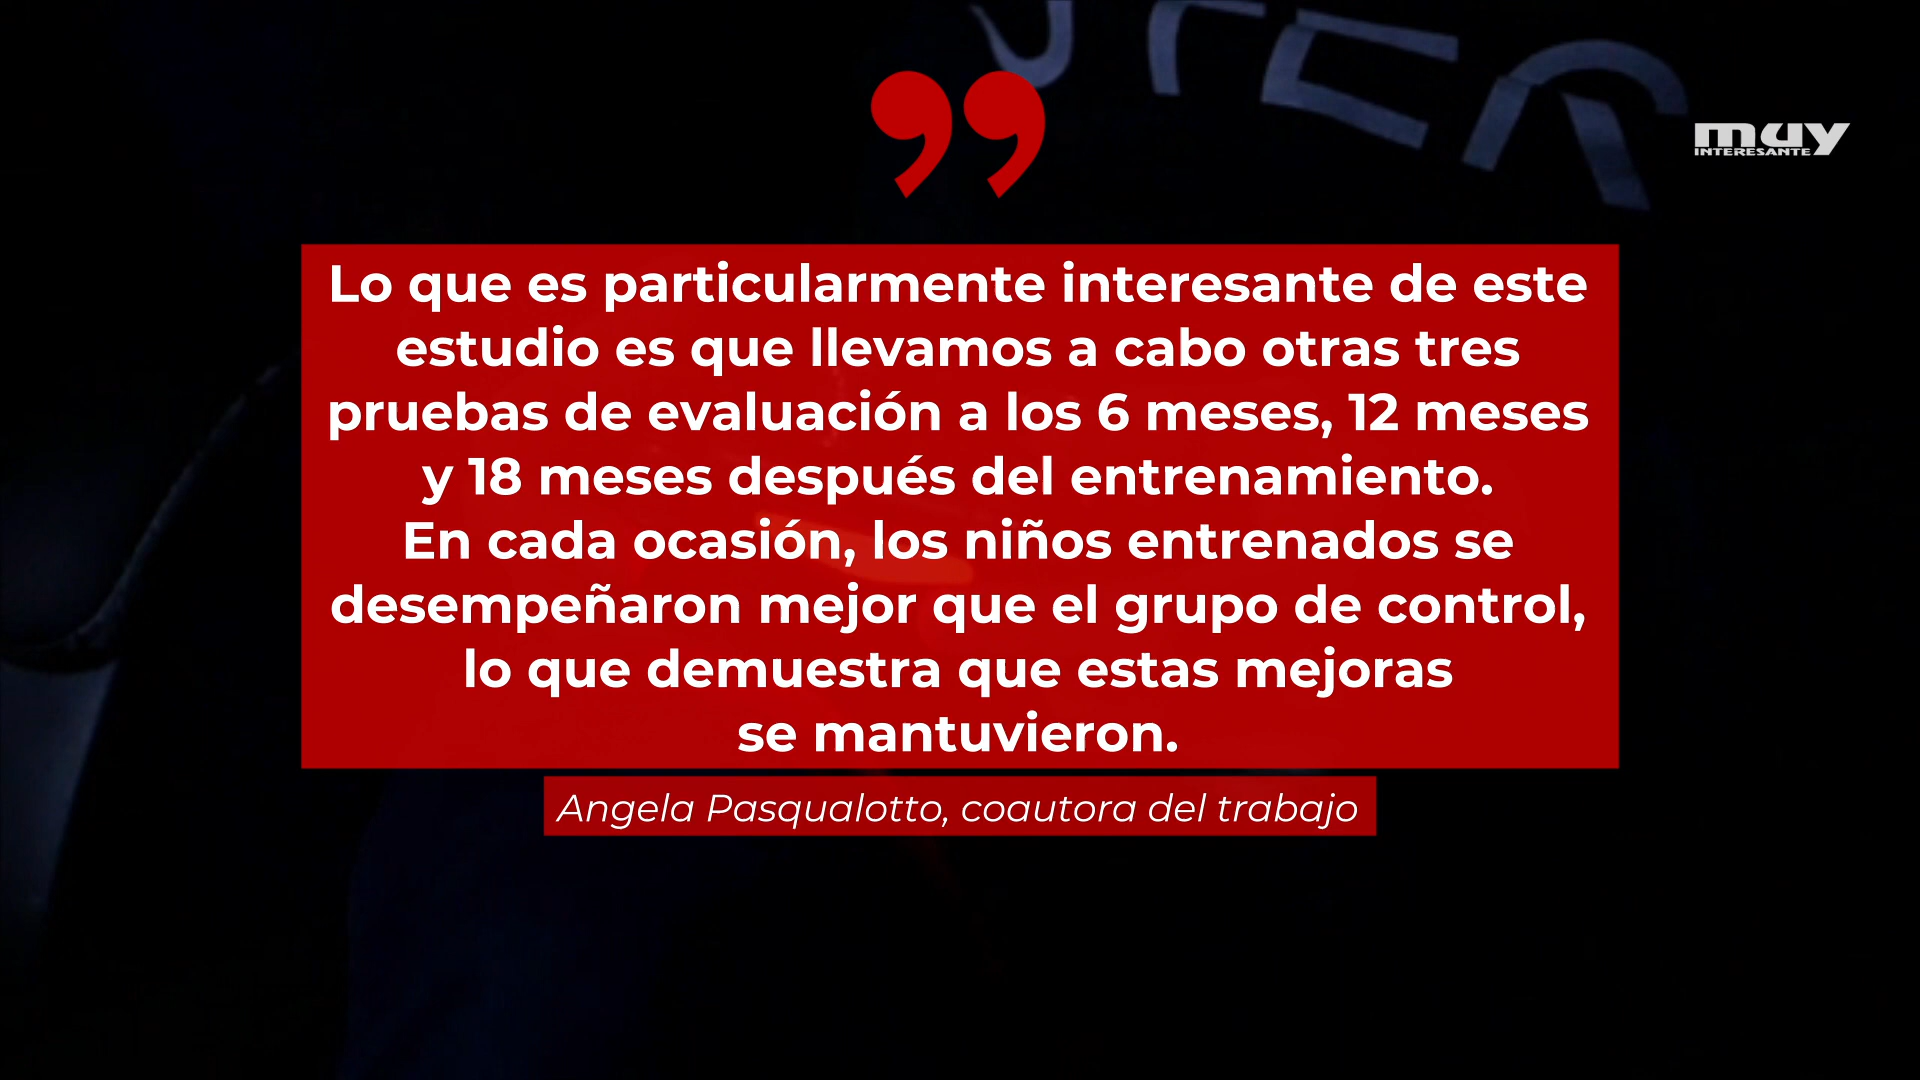 ”
muy
INTERESANTE
Lo que es particularmente interesante de este
estudio es que llevamos a cabo otras tres
pruebas de evaluación a los 6 meses, 12 meses
y 18 meses después del entrenamiento.
En cada ocasión, los niños entrenados se
desempeñaron mejor que el grupo de control,
lo que demuestra que estas mejoras
se mantuvieron.
Angela Pasqualotto, coautora del trabajo